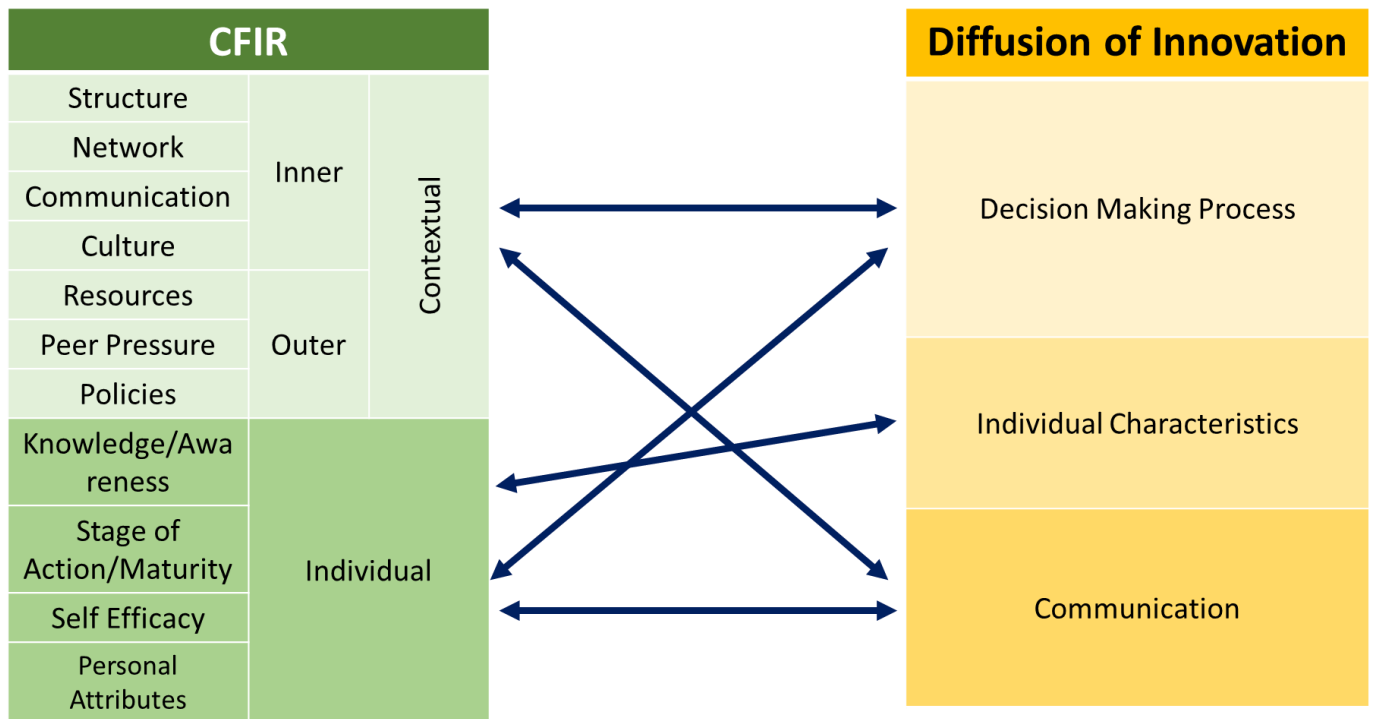 CFIR
Diffusion of Innovation
Structure
Network
Communication
Culture
Resources
Peer Pressure
Policies
Inner
Outer
Contextual
Knowledge/Awa
reness
Stage of
Action/Maturity
Self Efficacy
Personal
Attributes
Individual
Decision Making Process
Individual Characteristics
Communication